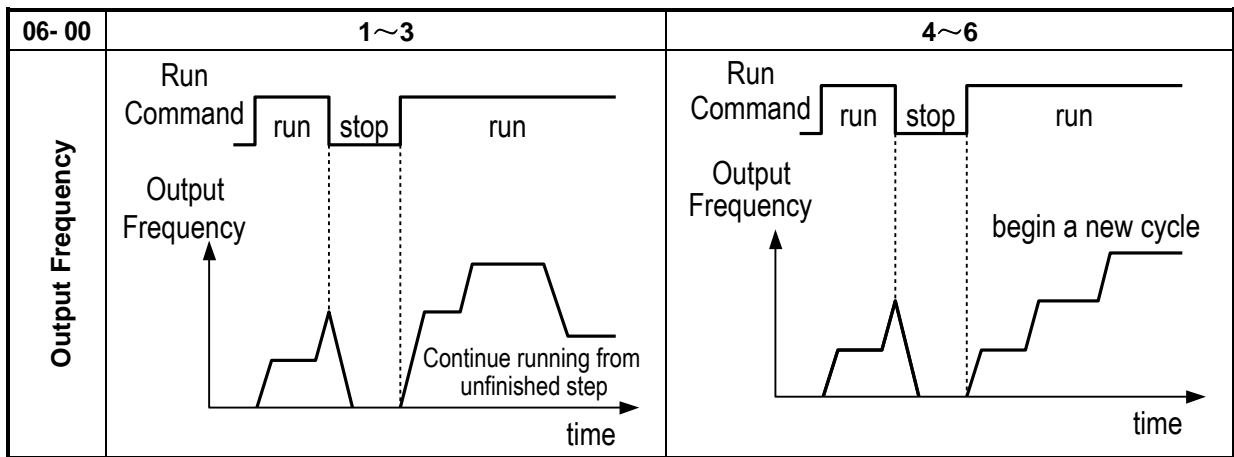 06- 00
1～3
4～6
Output Frequency
Run
Command
run
stop
run
Output
Frequency
Continue running from
unfinished step
time
Run
Command
run
stop
run
Output
Frequency
begin a new cycle
time